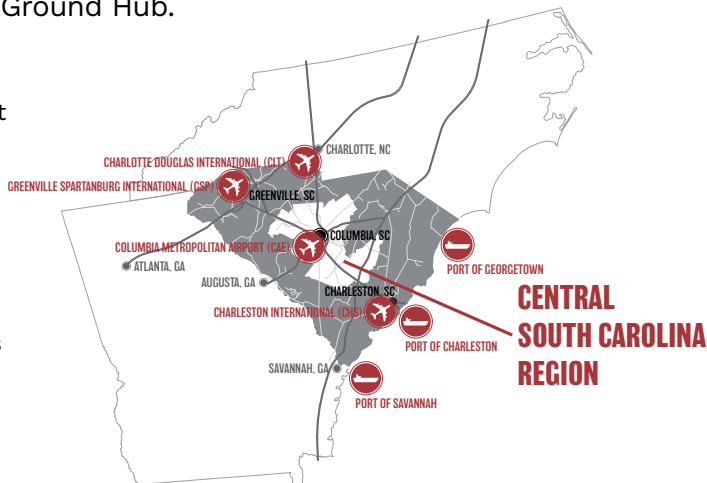 Ground Hub.
t
CHARLOTTE, NC
CHARLOTTE DOUGLAS INTERNATIONAL (CLT)
GREENVILLE SPARTANBURG INTERNATIONAL (GSP)
GREENVILLE, SC
COLUMBIA, SC
COLUMBIA METROPOLITAN AIRPORT (CAE)
ATLANTA, GA
PORT OF GEORGETOWN
AUGUSTA, GA
CHARLESTON, SC
CENTRAL
SOUTH CAROLINA
REGION
CHARLESTON INTERNATIONAL (CHS)
PORT OF CHARLESTON
s
SAVANNAH, GA
PORT OF SAVANNAH